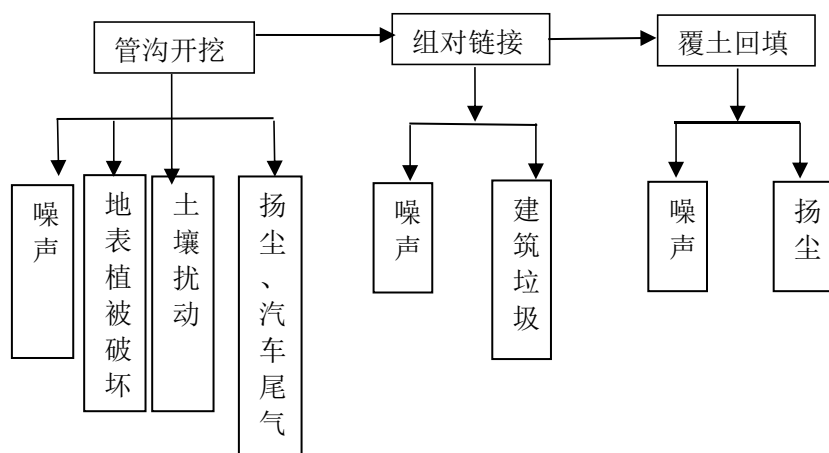 管沟开挖
组对链接
覆土回填
噪声
地表植被破坏
土壤扰动
扬尘、汽车尾气
噪声
建筑垃圾
噪声
扬尘